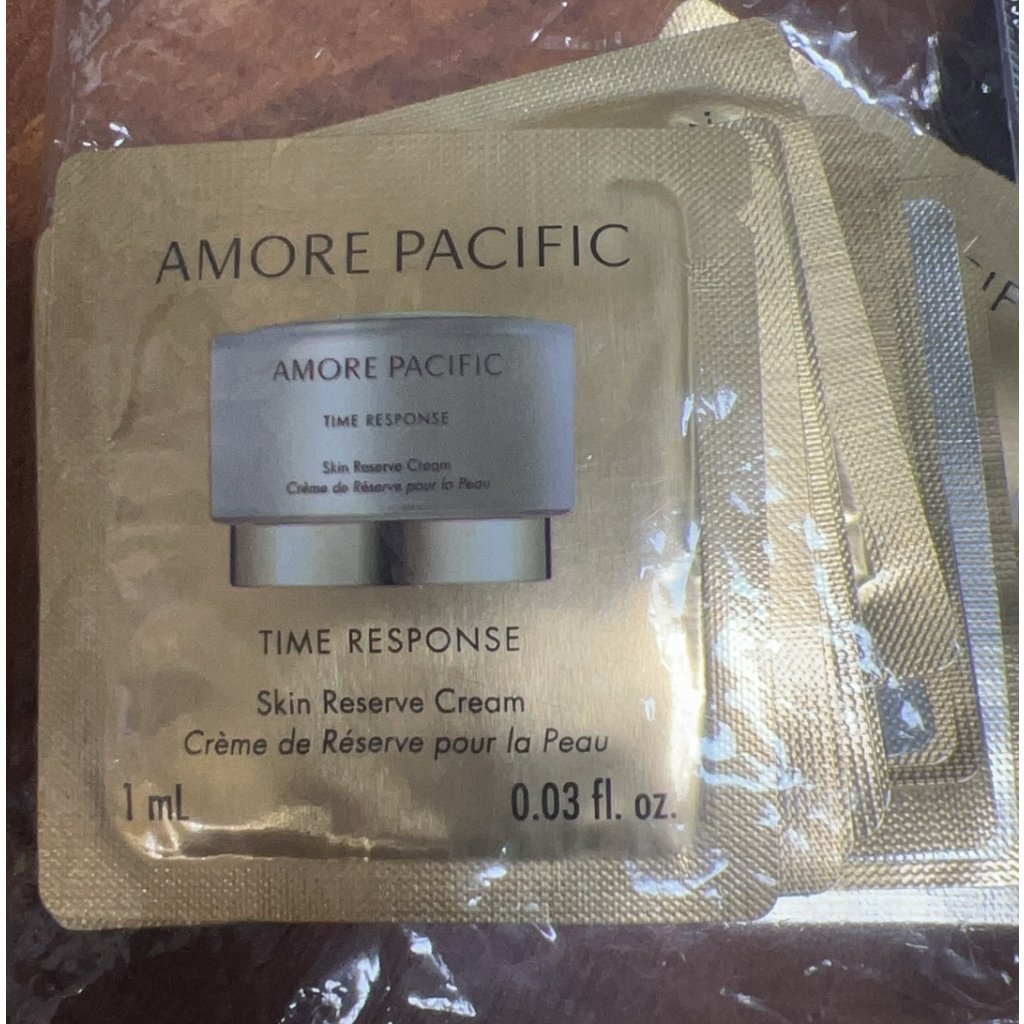 AMORE PACIFIC
AMORE PACIFIC
TIME RESPONSE
Skin Reserve Cream
Crème de Réserve pour la Peau
TIME RESPONSE
Skin Reserve Cream
Crème de Réserve pour la Peau
1 mL 0.03 fl. oz.